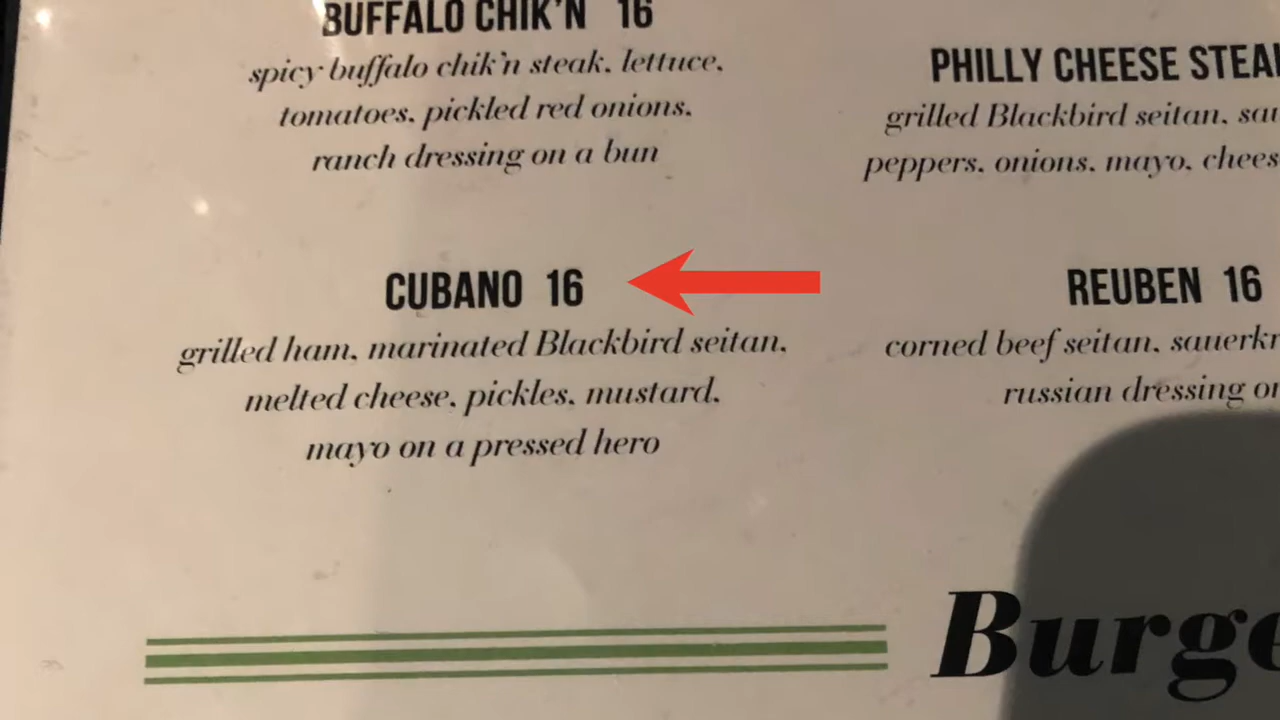 BUFFALO CHIK'N 16
spicy buffalo chik'n steak, lettuce,
tomatoes, pickled red onions,
ranch dressing on a bun
PHILLY CHEESE
grilled Blackbird seitan,
peppers, onions, mayo,
CUBANO 16
grilled ham, marinated Blackbird seitan,
melted cheese, pickles, mustard,
mayo on a pressed hero
REUBEN 16
corned beef seitan,
russian dressing